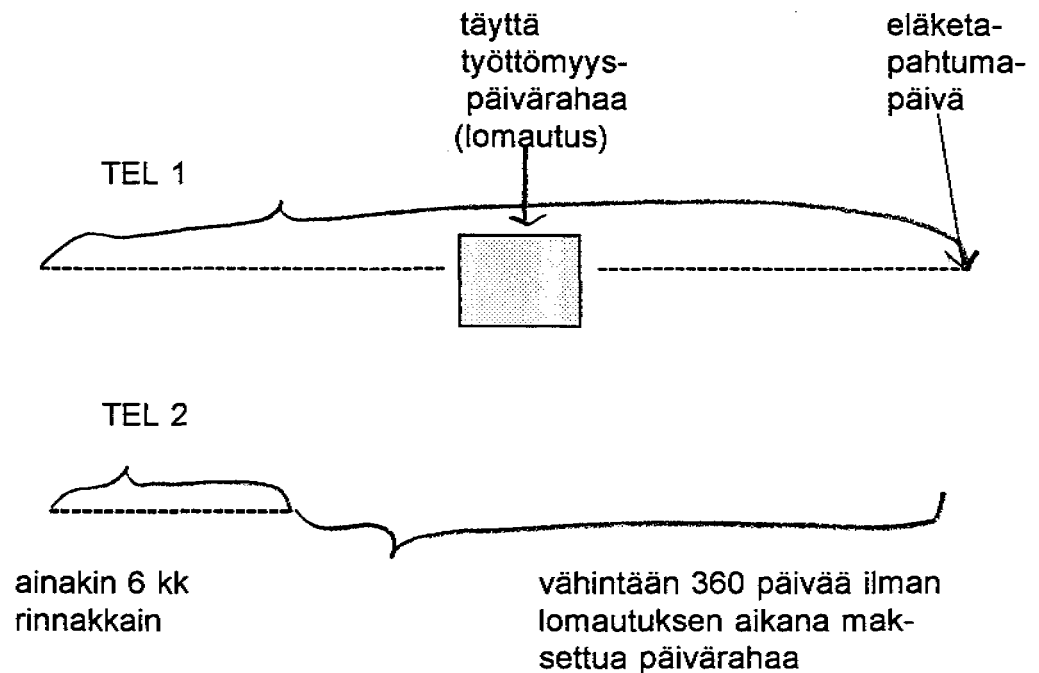 täyttä
työttömyys-
päivärahaa
(lomautus)
eläketa-
pahtuma-
päivä
TEL 1
TEL 2
ainakin 6 kk
rinnakkain
vähintään 360 päivää ilman
lomautuksen aikana mak-
settua päivärahaa